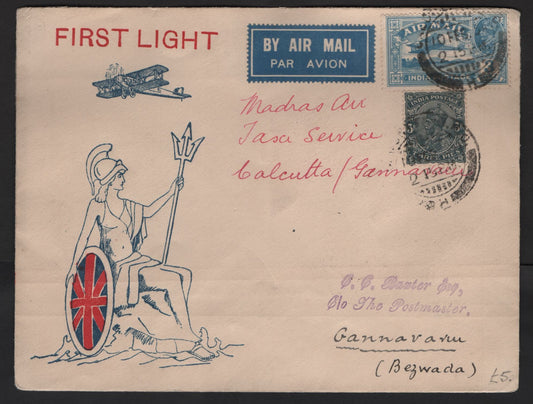 FIRST LIGHT
BY AIR MAIL
PAR AVION
AIR
INDIA
INDIA POSTAGE
Madras Air
Taxi Service
Calcutta/Gannavaram
C. C. Baxter Esq,
C/o The Postmaster.
Gannavaram
(Bezwada)
£5.